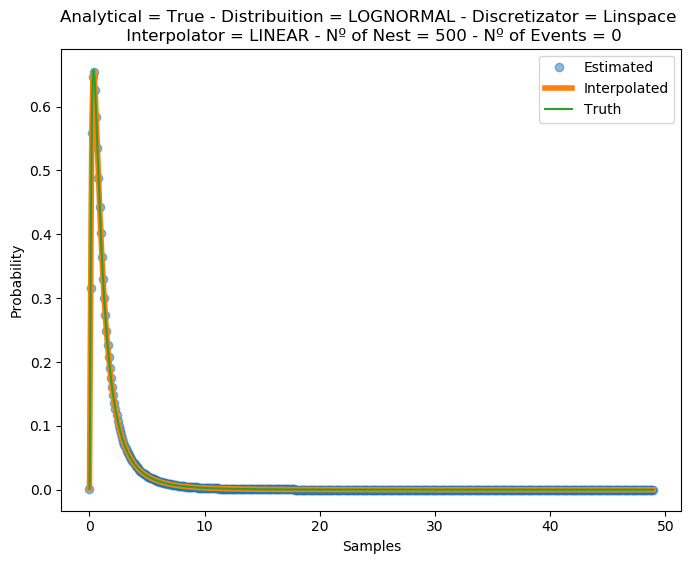 Analytical = True - Distribuition = LOGNORMAL - Discretizator = Linspace
Interpolator = LINEAR - Nº of Nest = 500 - Nº of Events = 0
Estimated
Interpolated
Truth
Probability
0.6
0.5
0.4
0.3
0.2
0.1
0.0
0 10 20 30 40 50
Samples